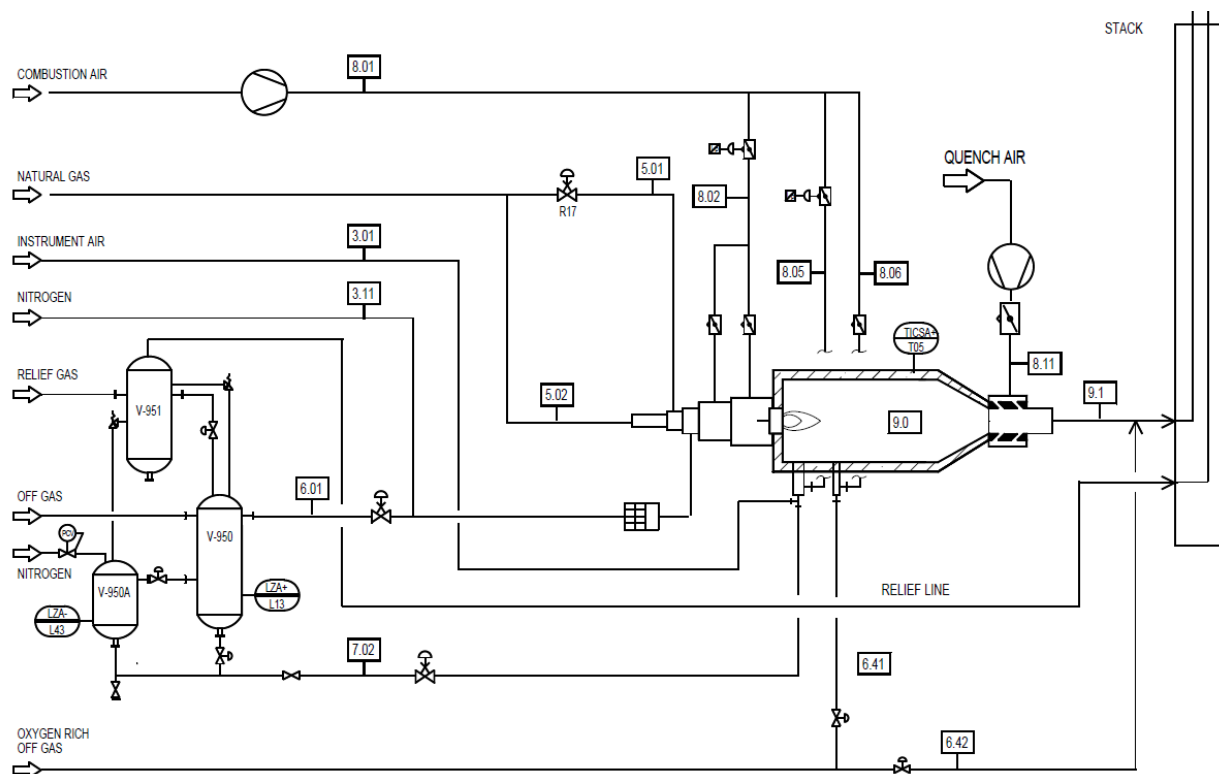 STACK
COMBUSTION AIR
8.01
QUENCH AIR
NATURAL GAS
5.01
R17
8.02
INSTRUMENT AIR
3.01
8.05
8.06
NITROGEN
3.11
TICSA+
T05
8.11
RELIEF GAS
V-951
5.02
9.1
9.0
OFF GAS
6.01
V-950
PCV
NITROGEN
V-950A
LZA+
L13
RELIEF LINE
LZA-
L43
7.02
6.41
OXYGEN RICH
OFF GAS
6.42